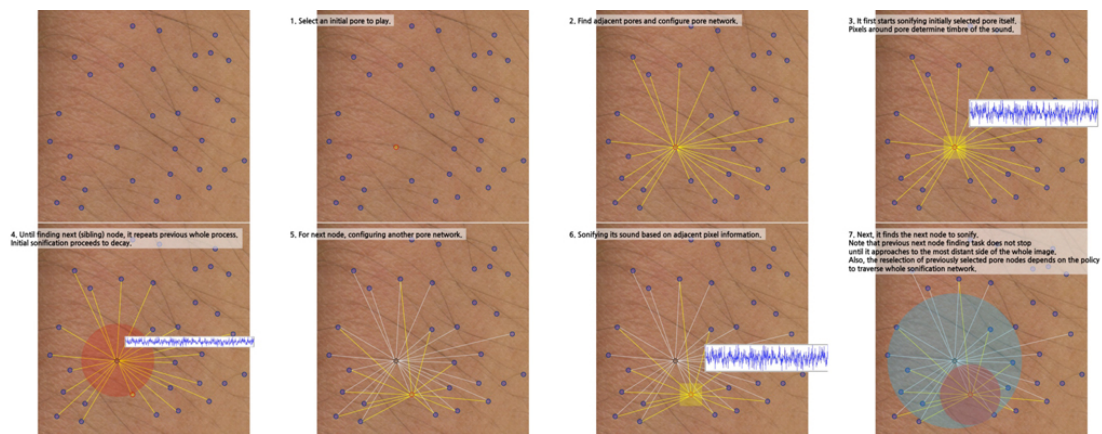 1. Select an initial pore to play.
2. Find adjacent pores and configure pore network.
3. It first starts sonifying initially selected pore itself.
Pixels around pore determine timbre of the sound.
4. Until finding next (sibling) node, it repeats previous whole process.
Initial sonification proceeds to decay.
5. For next node, configuring another pore network.
6. Sonifying its sound based on adjacent pixel information.
7. Next, it finds the next node to sonify.
Note that previous next node finding task does not stop
until it approaches to the most distant side of the whole image.
Also, the reselection of previously selected pore nodes depends on the policy
to traverse whole sonification network.